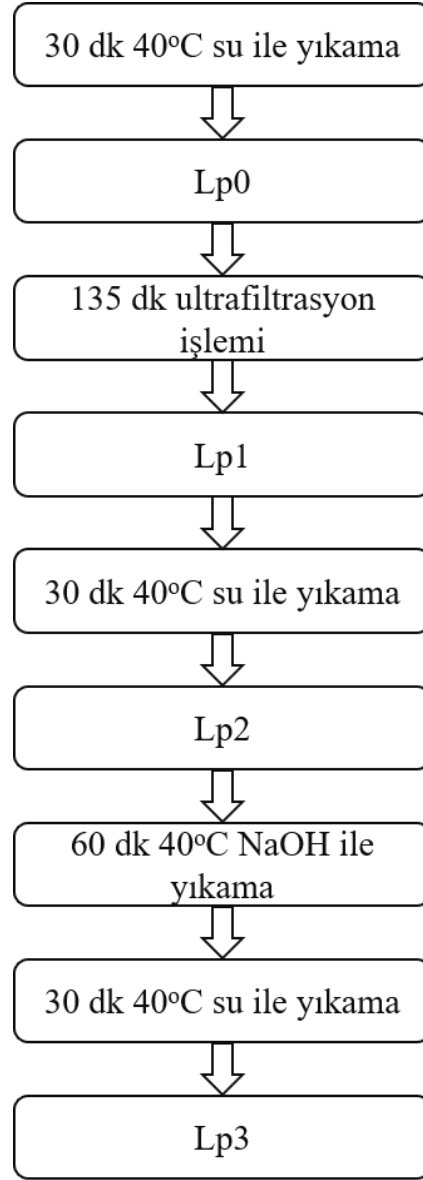 30 dk 40°C su ile yıkama
Lp0
135 dk ultrafiltrasyon
işlemi
Lp1
30 dk 40°C su ile yıkama
Lp2
60 dk 40°C NaOH ile
yıkama
30 dk 40°C su ile yıkama
Lp3